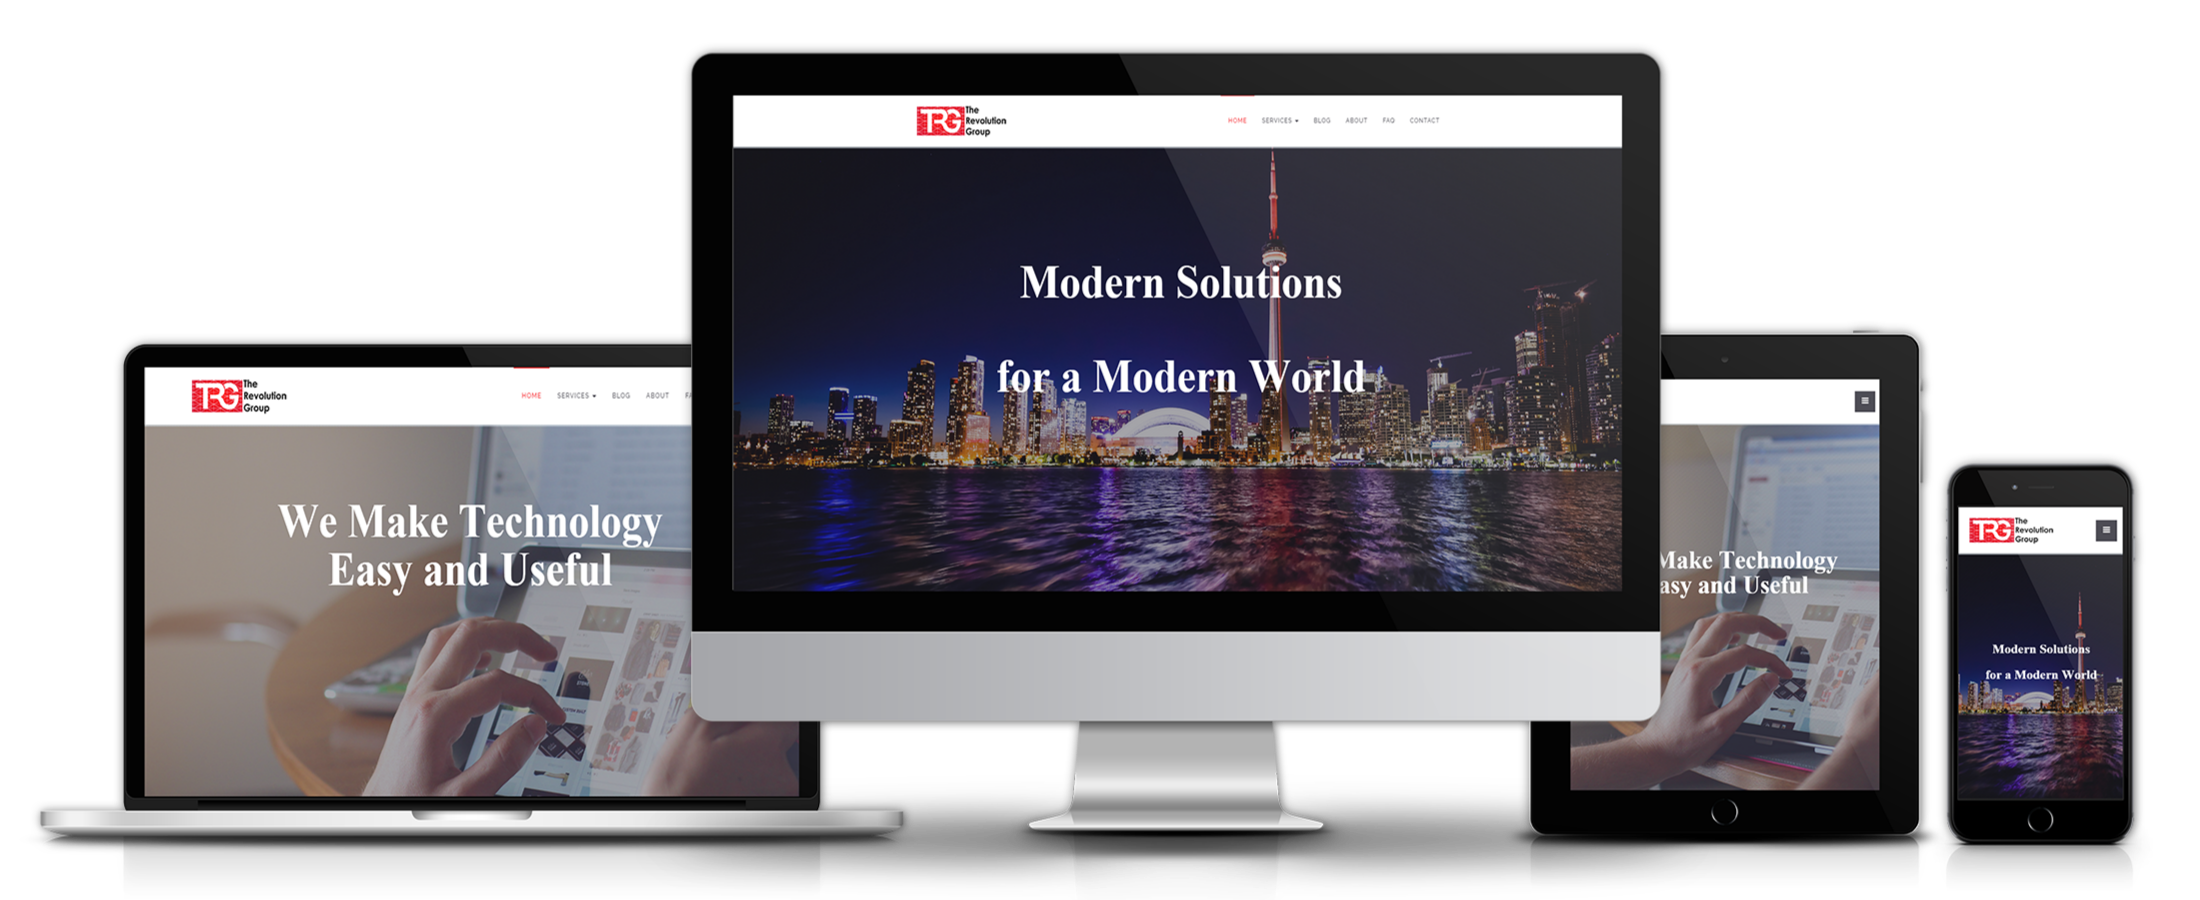 TRG The
Revolution
Group
HOME SERVICES BLOG ABOUT
We Make Technology
Easy and Useful
TRG The
Revolution
Group
HOME SERVICES BLOG ABOUT FAQ CONTACT
Modern Solutions
for a Modern World
Make Technology
asy and Useful
TRG The
Revolution
Group
Modern Solutions
for a Modern World